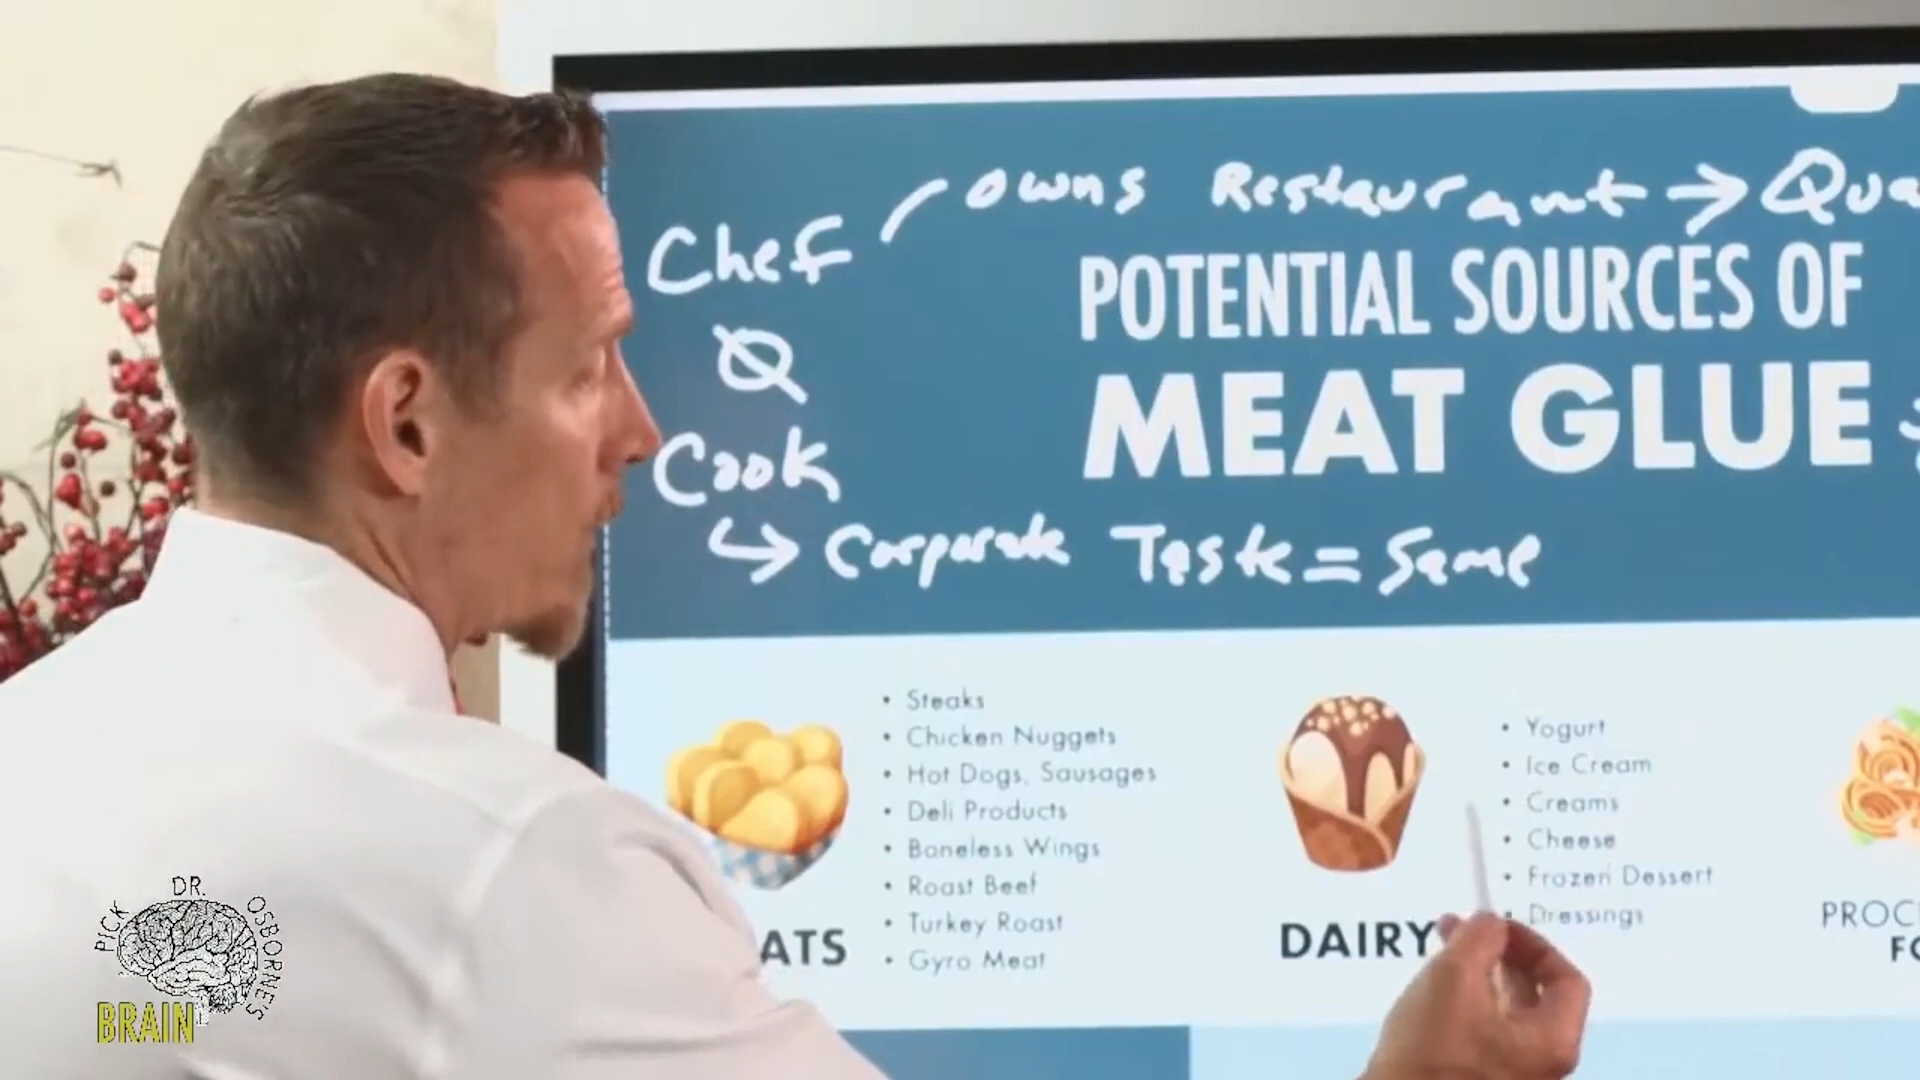 owns Restaurant →
Chef
POTENTIAL SOURCES OF
MEAT GLUE
Cook
Corporate Taste = Same
• Steaks
• Chicken Nuggets
• Hot Dogs, Sausages
• Deli Products
• Boneless Wings
• Roast Beef
• Turkey Roast
• Gyro Meat
• Yogurt
• Ice Cream
• Creams
• Cheese
• Frozen Dessert
• Dressings
DAIRY
PICK DR. OSBORNE'S
BRAIN